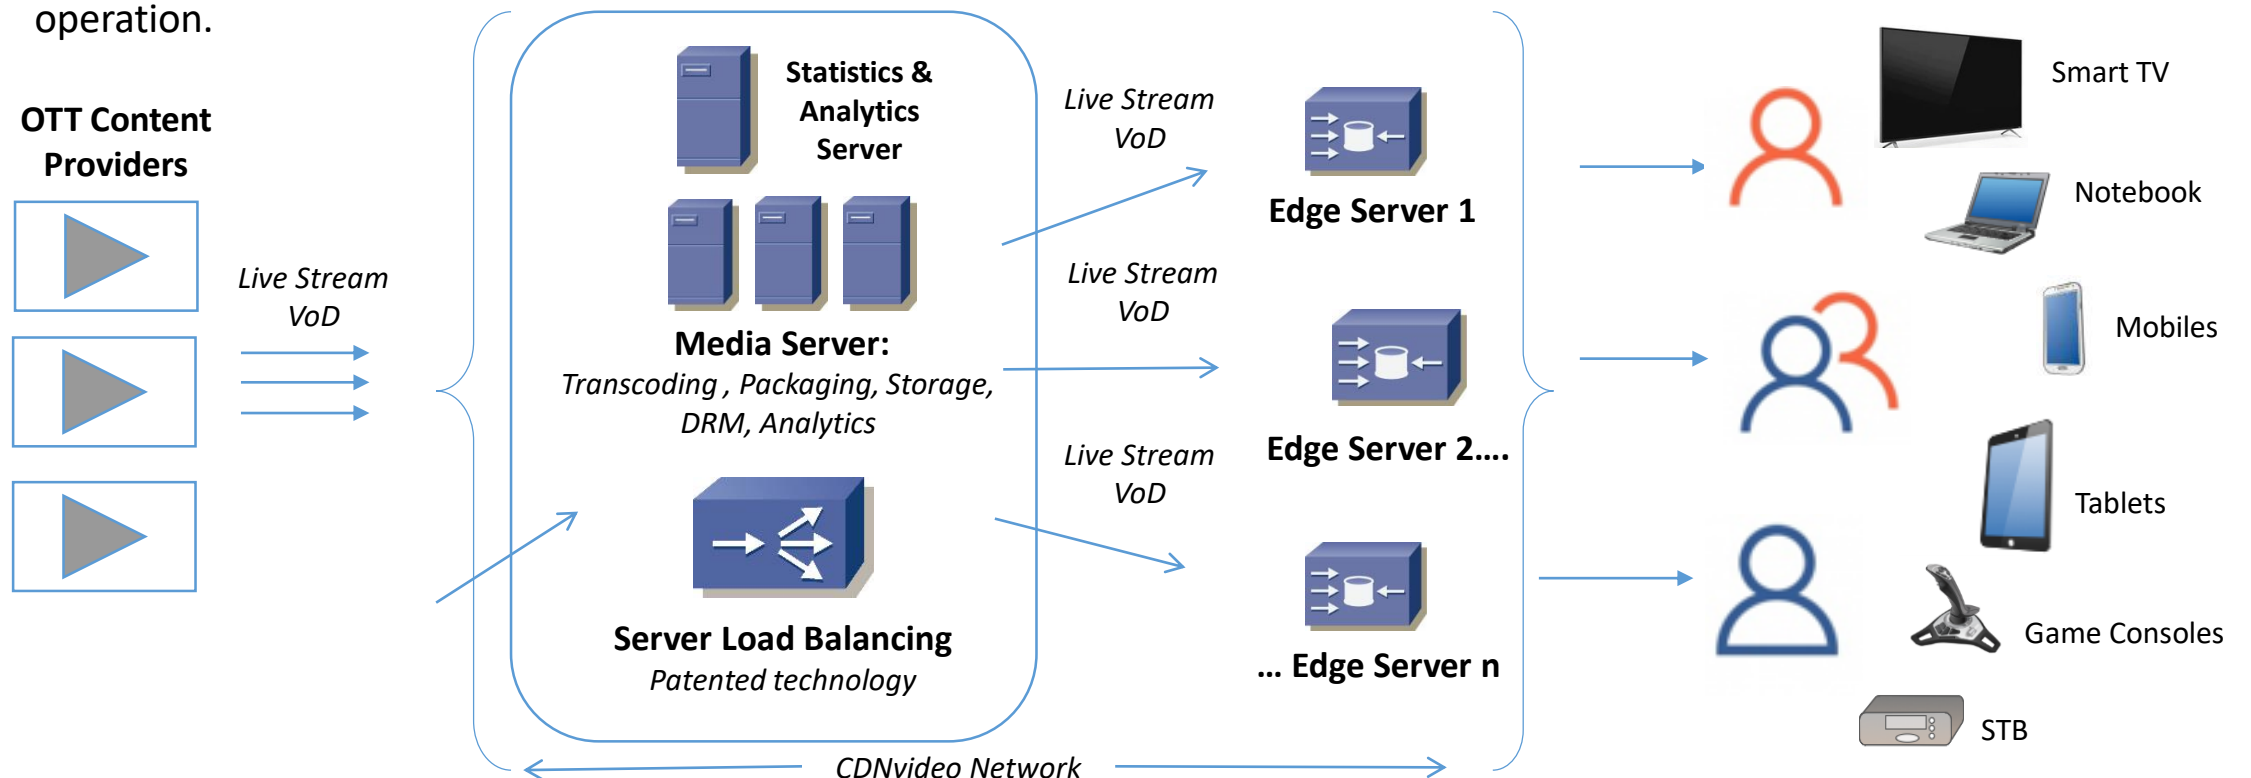 operation.
OTT Content
Providers
Live Stream
VoD
Statistics &
Analytics
Server
Media Server:
Transcoding , Packaging, Storage,
DRM, Analytics
Server Load Balancing
Patented technology
Live Stream
VoD
Live Stream
VoD
Live Stream
VoD
Edge Server 1
Edge Server 2....
... Edge Server n
CDNvideo Network
Smart TV
Notebook
Mobiles
Tablets
Game Consoles
STB